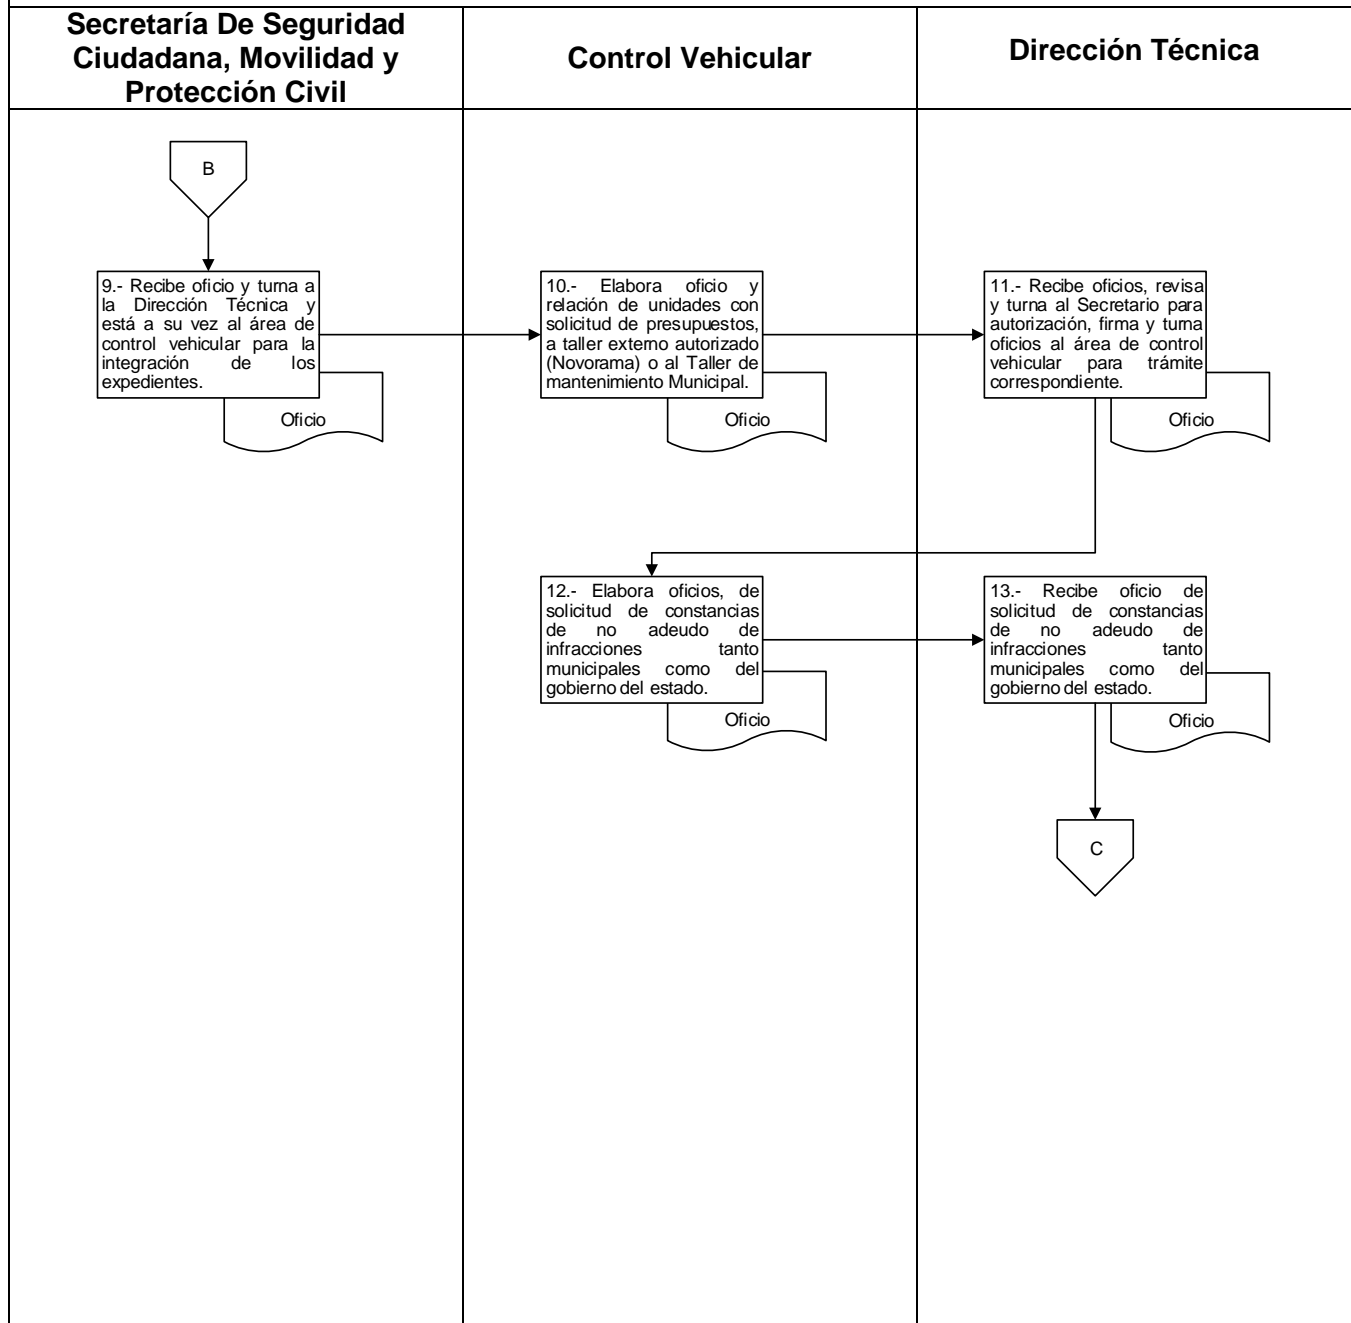 Secretaría De Seguridad
Ciudadana, Movilidad y
Protección Civil
Control Vehicular
Dirección Técnica
B
9.- Recibe oficio y turna a
la Dirección Técnica y
está a su vez al área de
control vehicular para la
integración de los
expedientes.
Oficio
10.- Elabora oficio y
relación de unidades con
solicitud de presupuestos,
a taller externo autorizado
(Novorama) o al Taller de
mantenimiento Municipal.
Oficio
11.- Recibe oficios, revisa
y turna al Secretario para
autorización, firma y turna
oficios al área de control
vehicular para trámite
correspondiente.
Oficio
12.- Elabora oficios, de
solicitud de constancias
de no adeudo de
infracciones tanto
municipales como del
gobierno del estado.
Oficio
13.- Recibe oficio de
solicitud de constancias
de no adeudo de
infracciones tanto
municipales como del
gobierno del estado.
Oficio
C